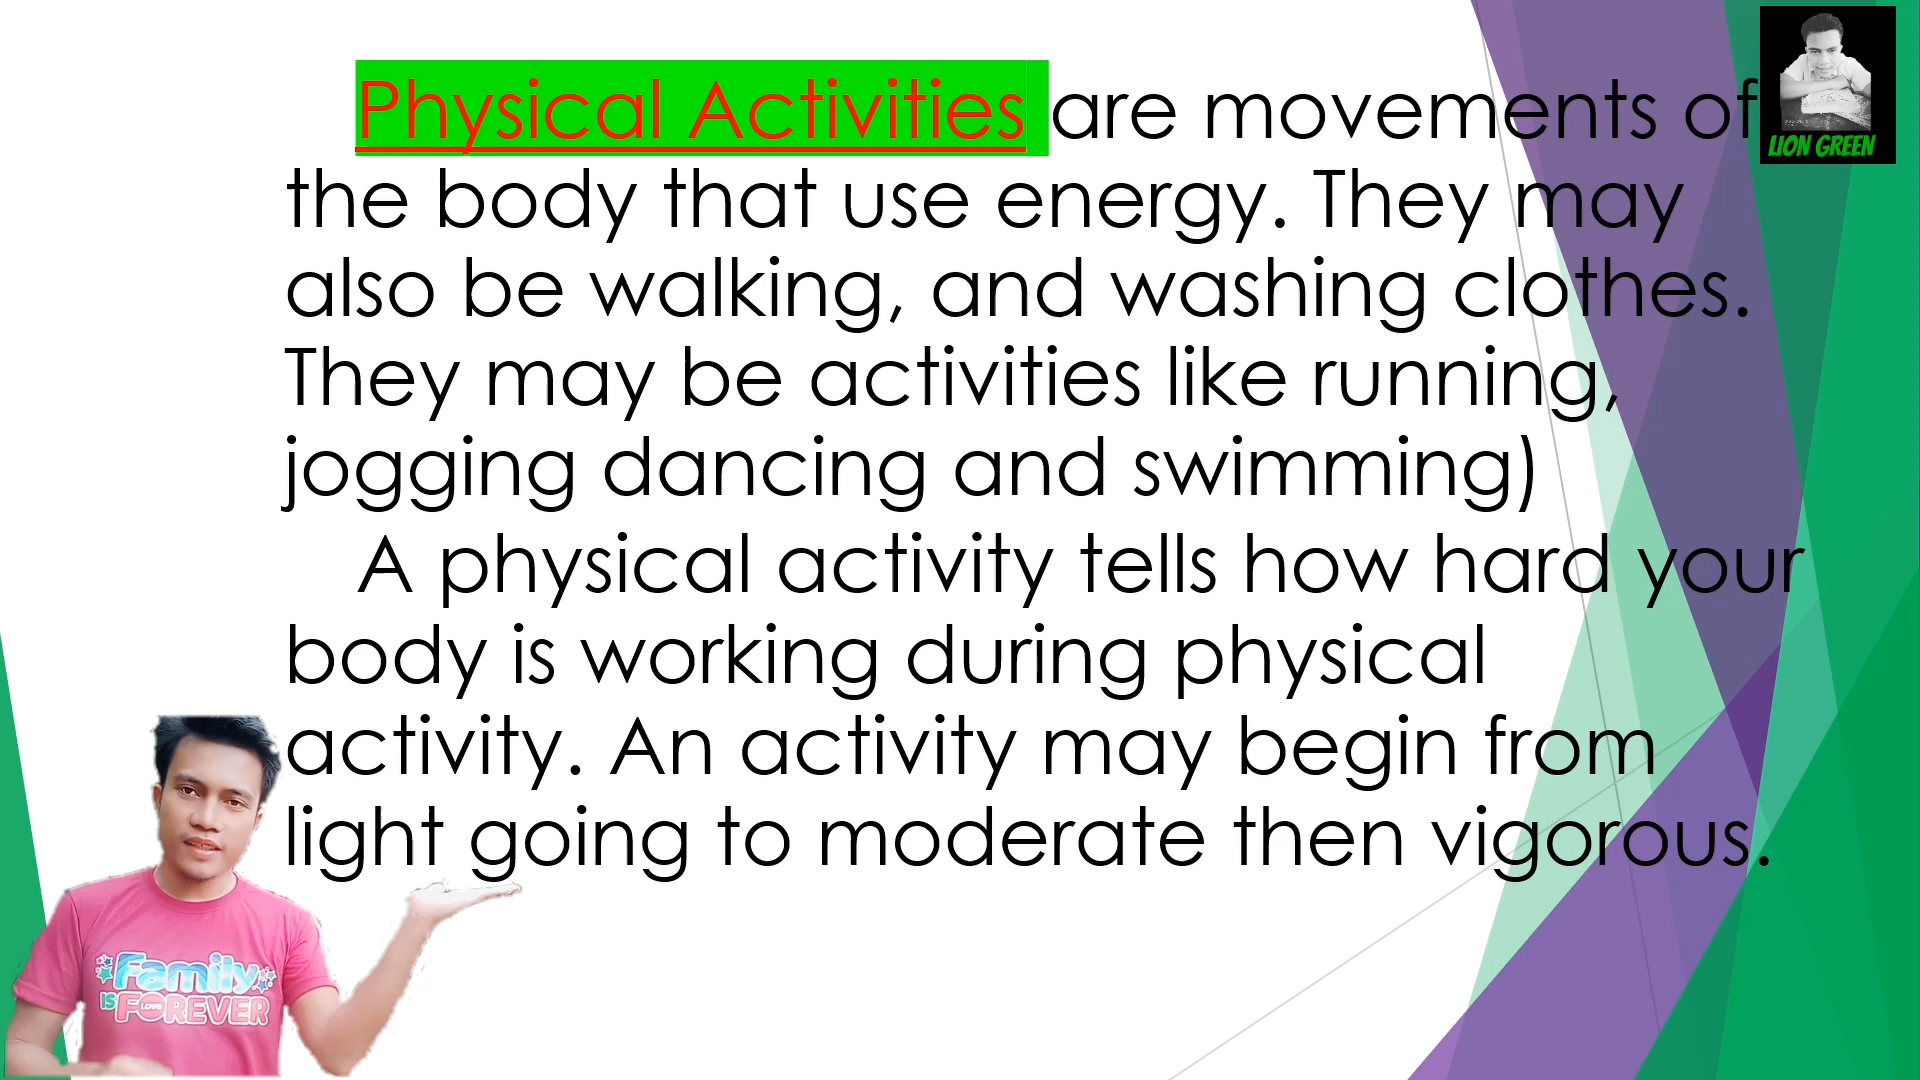 Physical Activities are movements of
the body that use energy. They may
also be walking, and washing clothes.
They may be activities like running,
jogging dancing and swimming)
A physical activity tells how hard your
body is working during physical
activity. An activity may begin from
light going to moderate then vigorous.
LION GREEN
Family
IS FOREVER
LOVE